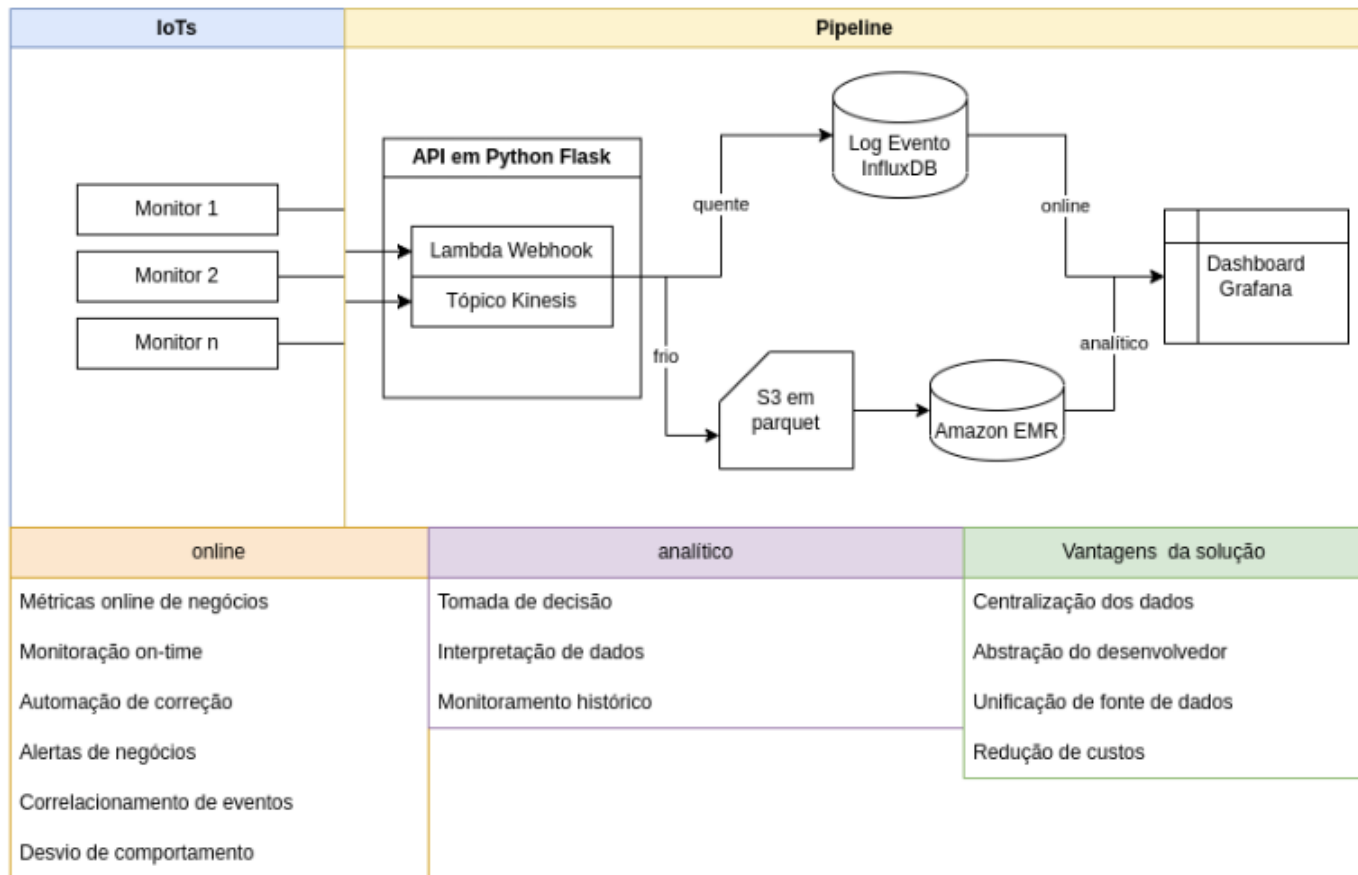 IoTs
Pipeline
API em Python Flask
Monitor 1
Monitor 2
Monitor n
Lambda Webhook
Tópico Kinesis
quente
frio
Log Evento
InfluxDB
S3 em
parquet
Amazon EMR
online
analítico
Dashboard
Grafana
online
Métricas online de negócios
Monitoração on-time
Automação de correção
Alertas de negócios
Correlacionamento de eventos
Desvio de comportamento
analítico
Tomada de decisão
Interpretação de dados
Monitoramento histórico
Vantagens da solução
Centralização dos dados
Abstração do desenvolvedor
Unificação de fonte de dados
Redução de custos